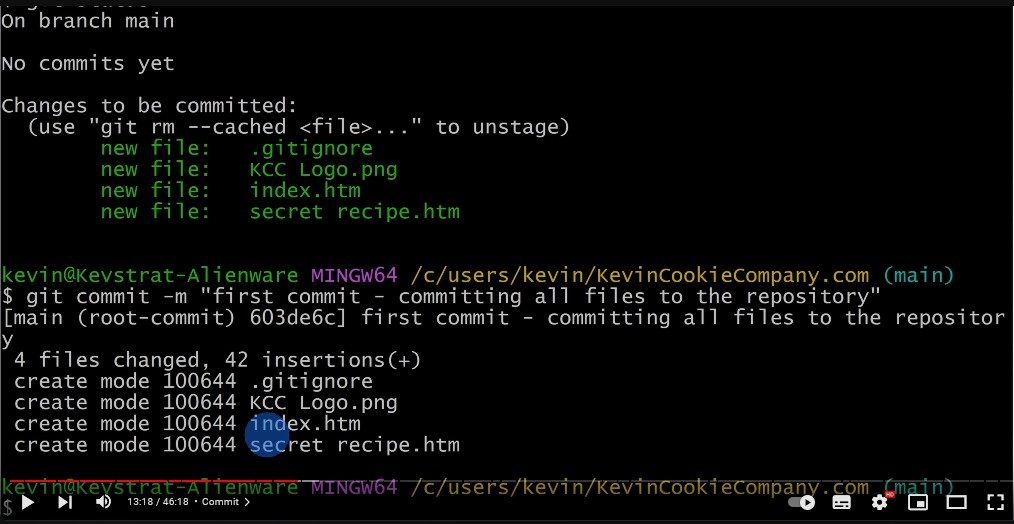 On branch main
No commits yet
Changes to be committed:
(use "git rm --cached <file>..." to unstage)
new file: .gitignore
new file: KCC Logo.png
new file: index.htm
new file: secret recipe.htm
kevin@Kevstrat-Alienware MINGW64 /c/users/kevin/KevinCookieCompany.com (main)
$ git commit -m "first commit - committing all files to the repository"
[main (root-commit) 603de6c] first commit - committing all files to the repositor
y
4 files changed, 42 insertions(+)
create mode 100644 .gitignore
create mode 100644 KCC Logo.png
create mode 100644 index.htm
create mode 100644 secret recipe.htm
kevin@Kevstrat-Alienware MINGW64 /c/users/kevin/KevinCookieCompany.com (main)
$
13:18 / 46:18 • Commit >